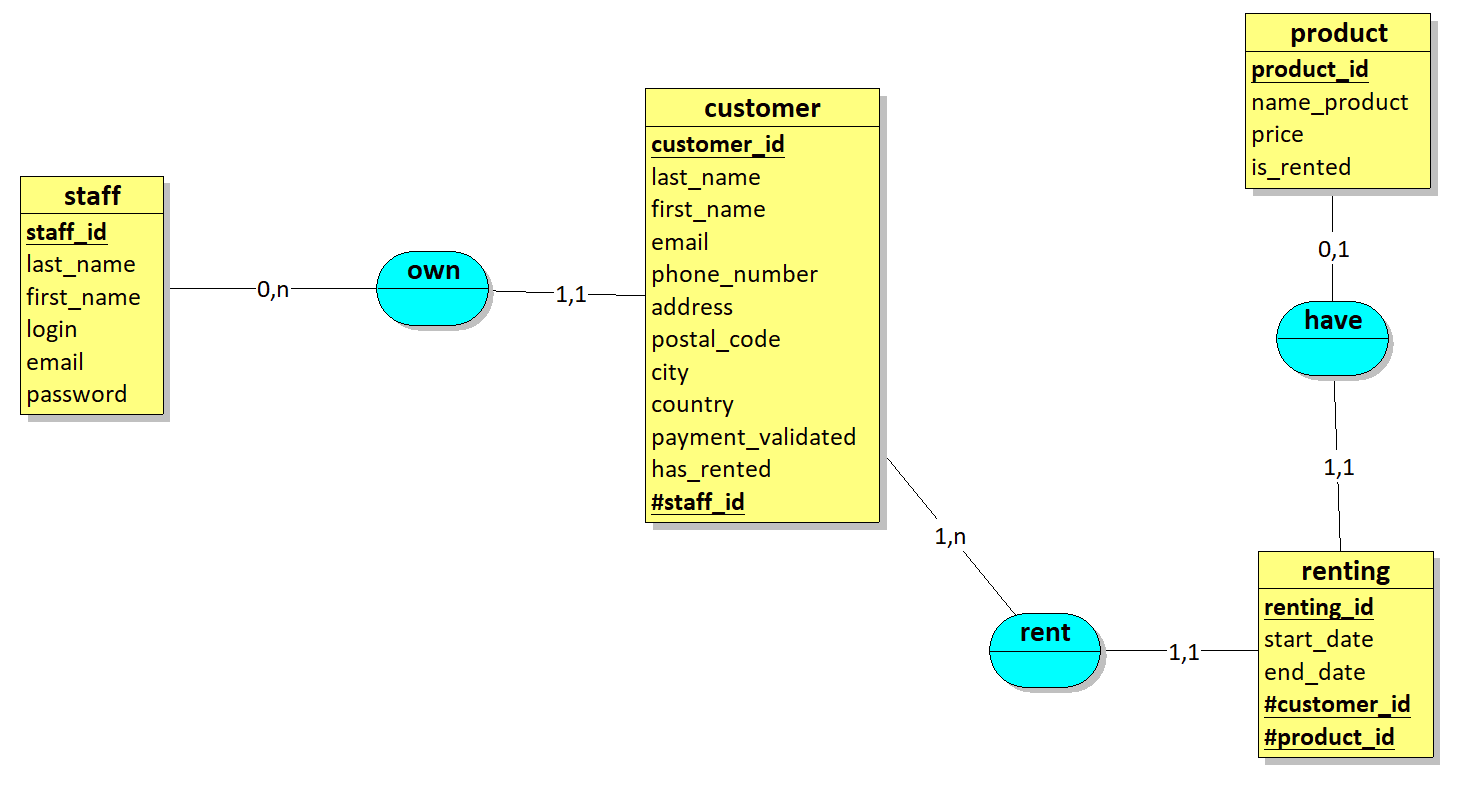 staff
staff_id
last_name
first_name
login
email
password
0,n
own
1,1
customer
customer_id
last_name
first_name
email
phone_number
address
postal_code
city
country
payment_validated
has_rented
#staff_id
1,n
rent
1,1
product
product_id
name_product
price
is_rented
0,1
have
1,1
renting
renting_id
start_date
end_date
#customer_id
#product_id